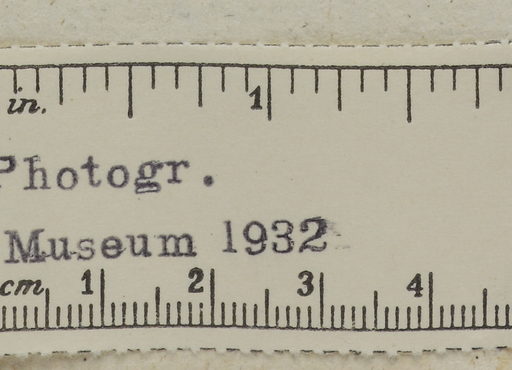 in. 1
Photogr.
Museum 1932
cm 1 2 3 4